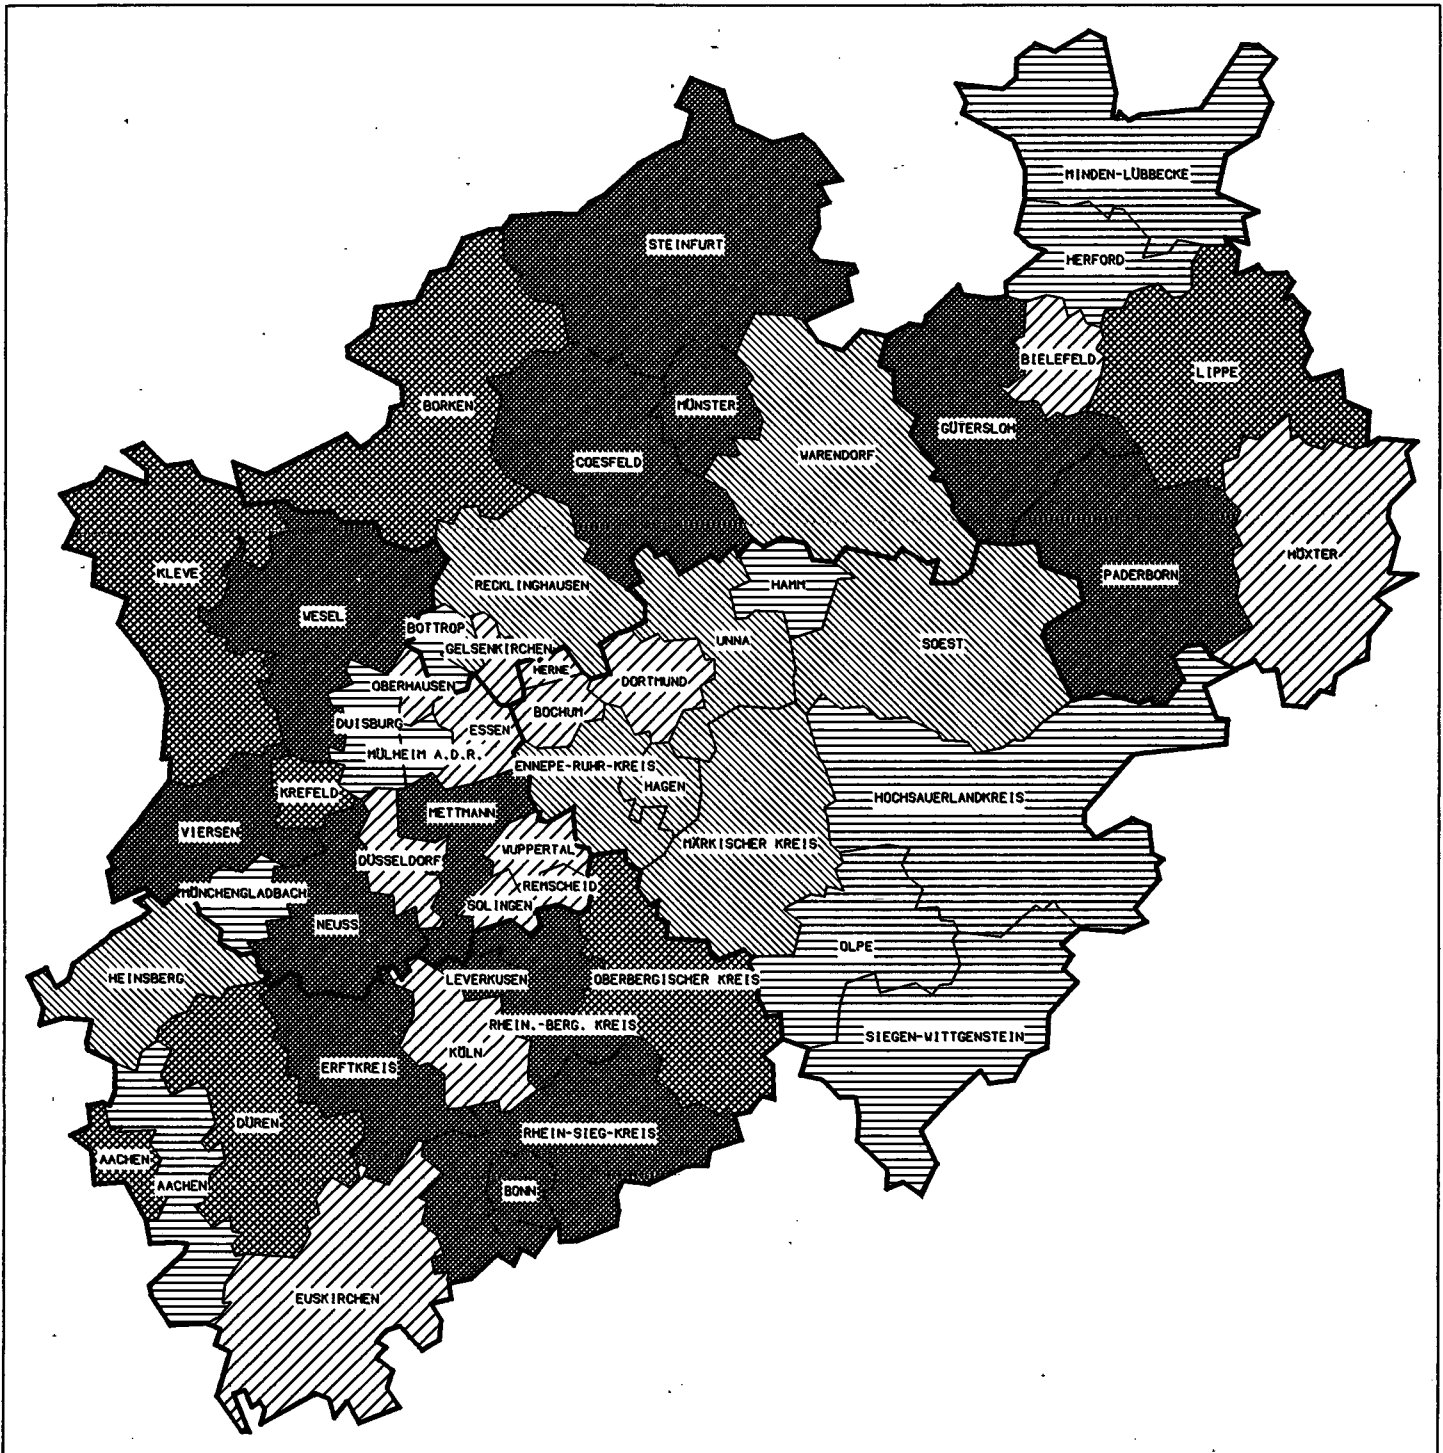 MINDEN-LÜBBECKE
STEINFURT
HERFORD
BIELEFELD
LIPPE
BORKEN
MÜNSTER
GÜTERSLOH
COESFELD
WARENDORF
HÖXTER
KLEVE
PADERBORN
RECKLINGHAUSEN
HAMM
WESEL
BOTTROP
UNNA
SOEST
GELSENKIRCHEN
HERNE
OBERHAUSEN
DORTMUND
BOCHUM
DUISBURG
ESSEN
MÜLHEIM A.D.R.
ENNEPE-RUHR-KREIS
HAGEN
KREFELD
HOCHSAUERLANDKREIS
METTMANN
VIERSEN
MÄRKISCHER KREIS
WUPPERTAL
DÜSSELDORF
REMSCHEID
MÖNCHENGLADBACH
SOLINGEN
NEUSS
OLPE
HEINSBERG
LEVERKUSEN
OBERBERGISCHER KREIS
RHEIN.-BERG. KREIS
SIEGEN-WITTGENSTEIN
KÖLN
ERFTKREIS
DÜREN
RHEIN-SIEG-KREIS
AACHEN
AACHEN
BONN
EUSKIRCHEN